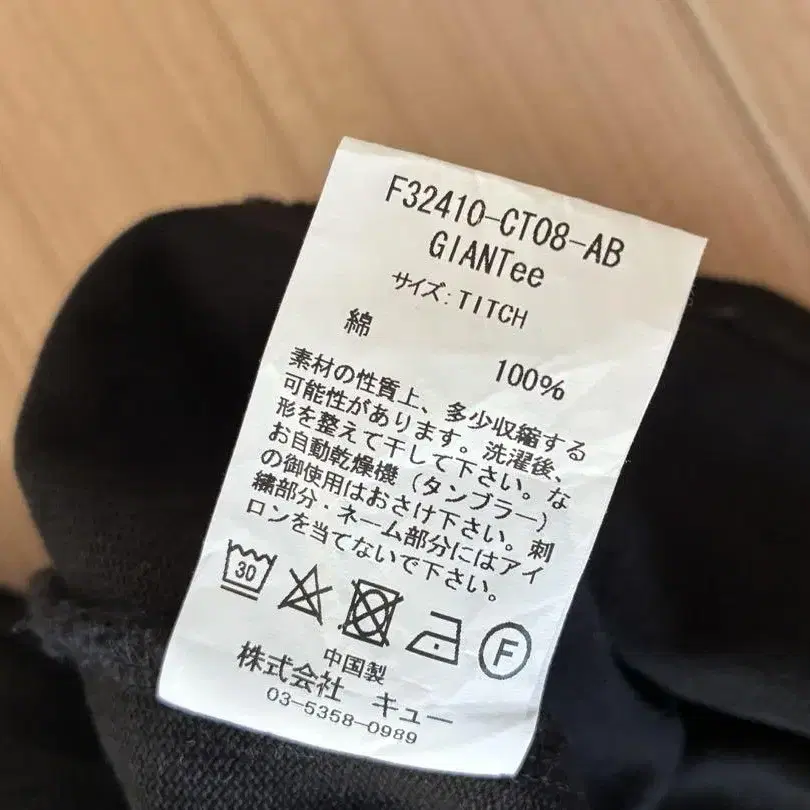 F32410-CT08-AB
GIANTee
サイズ:TITCH
綿 100%
素材の性質上、多少収縮する
可能性があります。洗濯後、
形を整えて干して下さい。な
お自動乾燥機(タンブラー)
の御使用はおさけ下さい。刺
繍部分・ネーム部分にはアイ
ロンを当てないで下さい。
30
F
中国製
株式会社 キュー
03-5358-0989